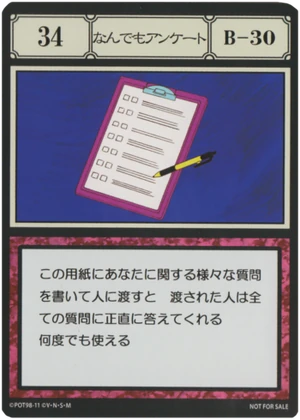 34 なんでもアンケート B-30
この用紙にあなたに関する様々な質問
を書いて人に渡すと 渡された人は全
ての質問に正直に答えてくれる
何度でも使える
©POT98-11 ©V・N・S・M NOT FOR SALE